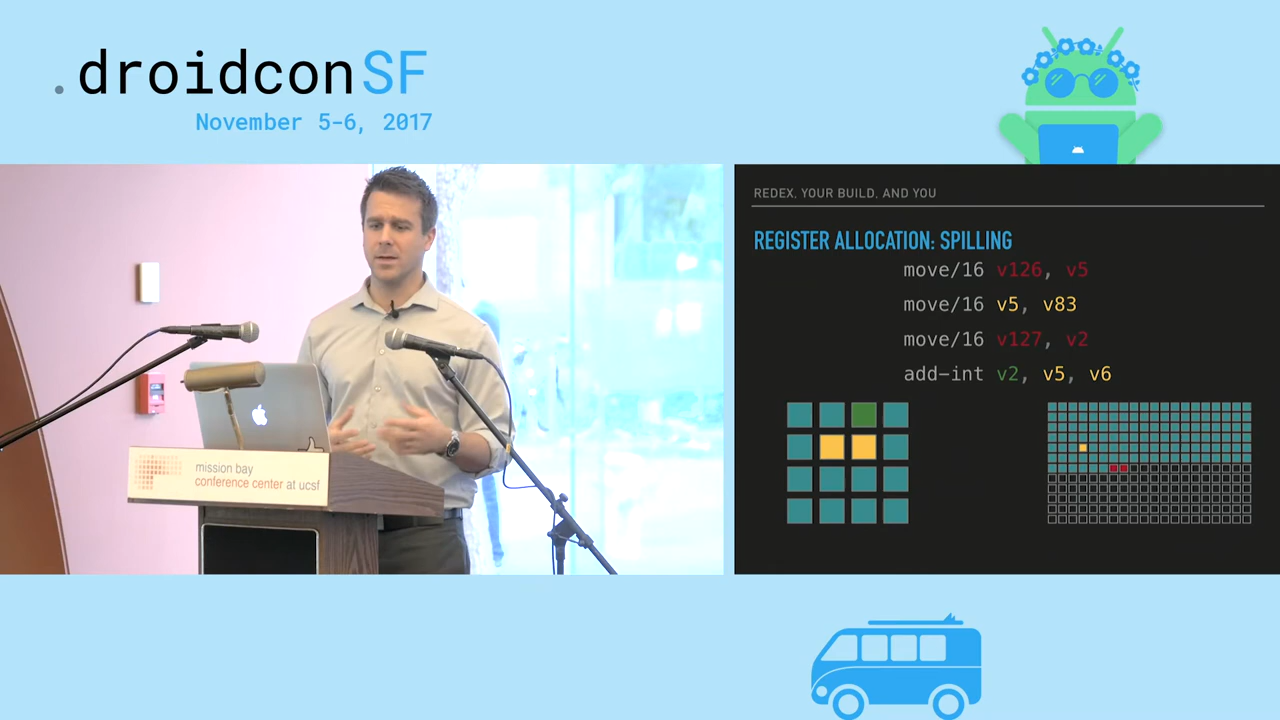 .droidconSF
November 5-6, 2017
mission bay
conference center at ucsf
REDEX, YOUR BUILD, AND YOU
REGISTER ALLOCATION: SPILLING
move/16 v126, v5
move/16 v5, v83
move/16 v127, v2
add-int v2, v5, v6